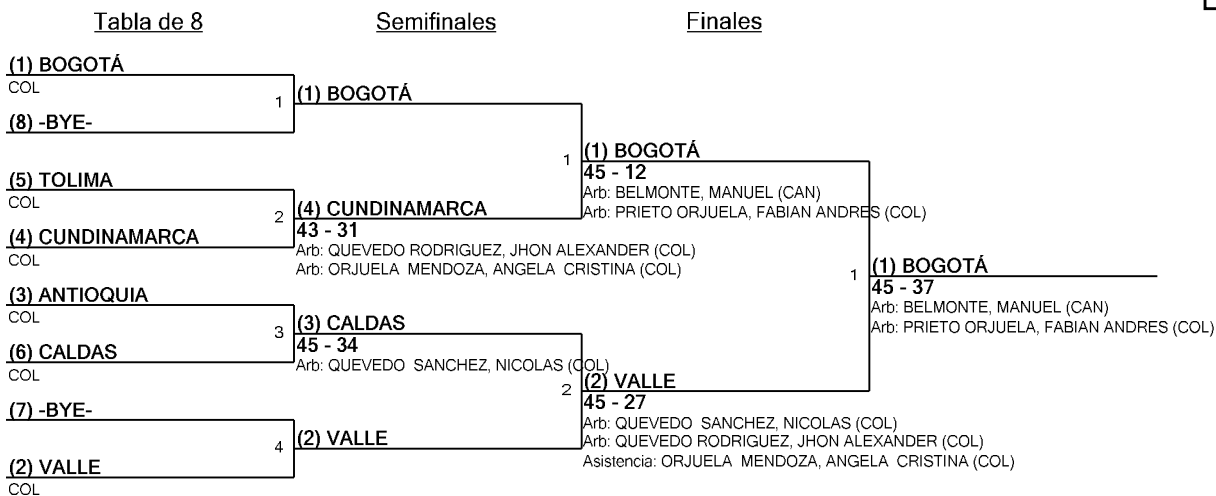 Tabla de 8
Semifinales
Finales
(1) BOGOTÁ
COL
1
(8) -BYE-
(5) TOLIMA
COL
2
(4) CUNDINAMARCA
COL
(3) ANTIOQUIA
COL
3
(6) CALDAS
COL
(7) -BYE-
4
(2) VALLE
COL
(1) BOGOTÁ
1
(4) CUNDINAMARCA
43 - 31
Arb: QUEVEDO RODRIGUEZ, JHON ALEXANDER (COL)
Arb: ORJUELA MENDOZA, ANGELA CRISTINA (COL)
(3) CALDAS
45 - 34
Arb: QUEVEDO SANCHEZ, NICOLAS (COL)
2
(2) VALLE
(1) BOGOTÁ
45 - 12
Arb: BELMONTE, MANUEL (CAN)
Arb: PRIETO ORJUELA, FABIAN ANDRES (COL)
1
(2) VALLE
45 - 27
Arb: QUEVEDO SANCHEZ, NICOLAS (COL)
Arb: QUEVEDO RODRIGUEZ, JHON ALEXANDER (COL)
Asistencia: ORJUELA MENDOZA, ANGELA CRISTINA (COL)
(1) BOGOTÁ
45 - 37
Arb: BELMONTE, MANUEL (CAN)
Arb: PRIETO ORJUELA, FABIAN ANDRES (COL)